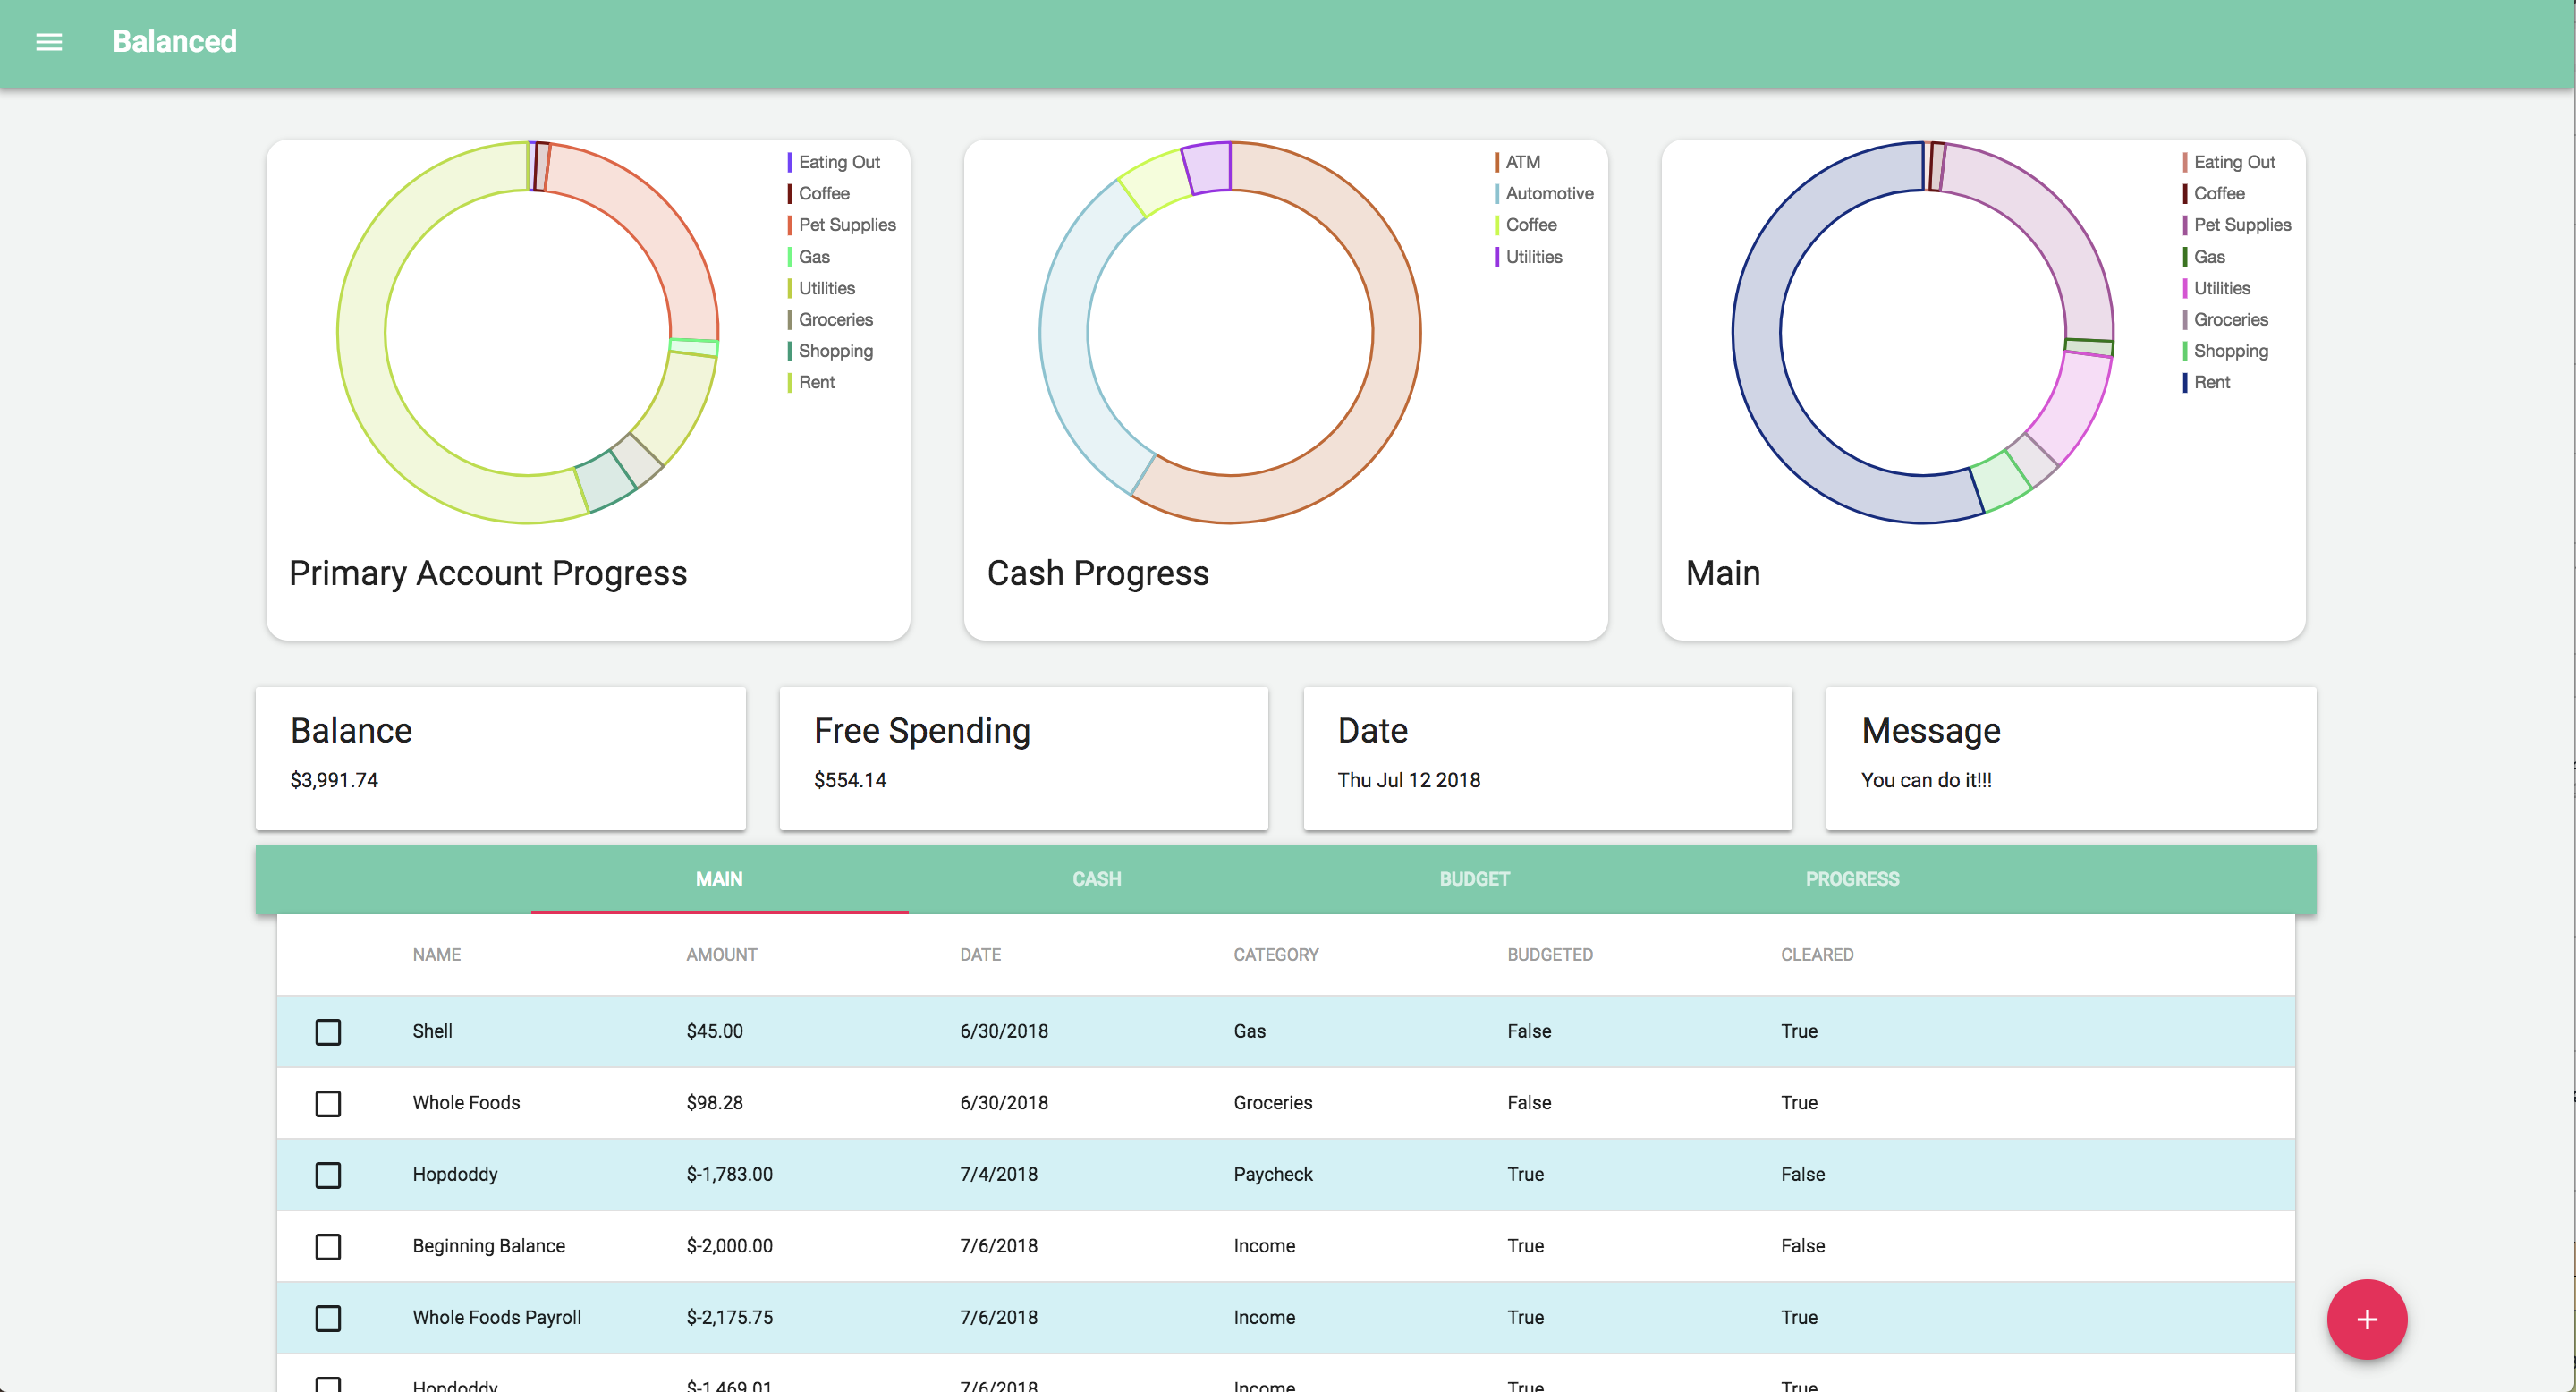 Balanced
Eating Out
Coffee
Pet Supplies
Gas
Utilities
Groceries
Shopping
Rent
Primary Account Progress
ATM
Automotive
Coffee
Utilities
Cash Progress
Eating Out
Coffee
Pet Supplies
Gas
Utilities
Groceries
Shopping
Rent
Main
Balance
$3,991.74
Free Spending
$554.14
Date
Thu Jul 12 2018
Message
You can do it!!!
MAIN CASH BUDGET PROGRESS
NAME AMOUNT DATE CATEGORY BUDGETED CLEARED
Shell $45.00 6/30/2018 Gas False True
Whole Foods $98.28 6/30/2018 Groceries False True
Hopdoddy $-1,783.00 7/4/2018 Paycheck True False
Beginning Balance $-2,000.00 7/6/2018 Income True False
Whole Foods Payroll $-2,175.75 7/6/2018 Income True True
Hopdoddy $-1,469.01 7/6/2018 Income True True